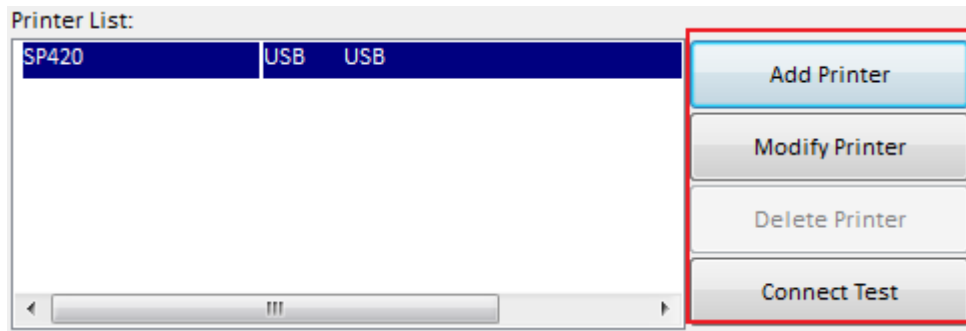 Printer List:
SP420 USB USB
Add Printer
Modify Printer
Delete Printer
Connect Test